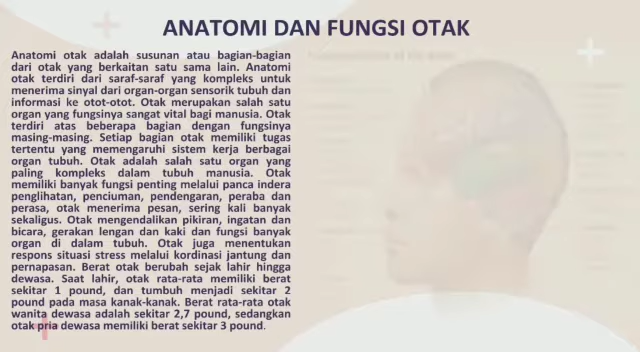 ANATOMI DAN FUNGSI OTAK
Anatomi otak adalah susunan atau bagian-bagian
dari otak yang berkaitan satu sama lain. Anatomi
otak terdiri dari saraf-saraf yang kompleks untuk
menerima sinyal dari organ-organ sensorik tubuh dan
informasi ke otot-otot. Otak merupakan salah satu
organ yang fungsinya sangat vital bagi manusia. Otak
terdiri atas beberapa bagian dengan fungsinya
masing-masing. Setiap bagian otak memiliki tugas
tertentu yang memengaruhi sistem kerja berbagai
organ tubuh. Otak adalah salah satu organ yang
paling kompleks dalam tubuh manusia. Otak
memiliki banyak fungsi penting melalui panca indera
penglihatan, penciuman, pendengaran, peraba dan
perasa, otak menerima pesan, sering kali banyak
sekaligus. Otak mengendalikan pikiran, ingatan dan
bicara, gerakan lengan dan kaki dan fungsi banyak
organ di dalam tubuh. Otak juga menentukan
respons situasi stress melalui kordinasi jantung dan
pernapasan. Berat otak berubah sejak lahir hingga
dewasa. Saat lahir, otak rata-rata memiliki berat
sekitar 1 pound, dan tumbuh menjadi sekitar 2
pound pada masa kanak-kanak. Berat rata-rata otak
wanita dewasa adalah sekitar 2,7 pound, sedangkan
otak pria dewasa memiliki berat sekitar 3 pound.